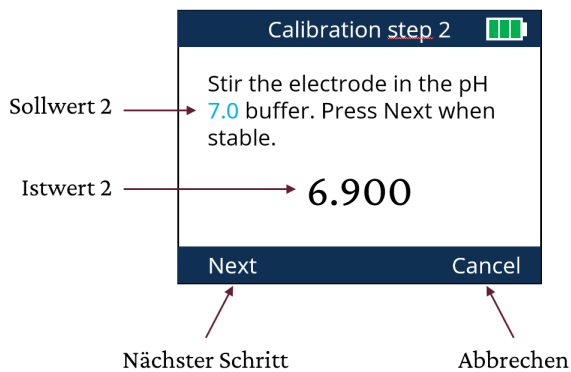 Calibration step 2
Stir the electrode in the pH
Sollwert 2
7.0 buffer. Press Next when
stable.
Istwert 2
6.900
Next
Cancel
Nächster Schritt
Abbrechen